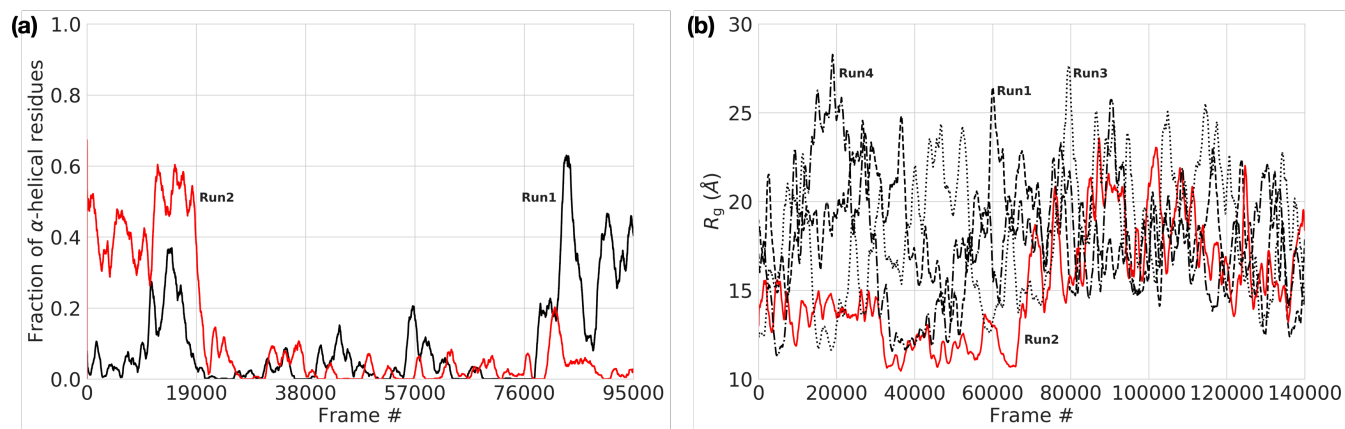 (a)
1.0
0.8
0.6
0.4
0.2
0.0
Fraction of α-helical residues
Run2
Run1
0 19000 38000 57000 76000 95000
Frame #
(b)
30
25
20
15
10
Rg (Å)
Run4
Run1
Run3
Run2
0 20000 40000 60000 80000 100000 120000 140000
Frame #